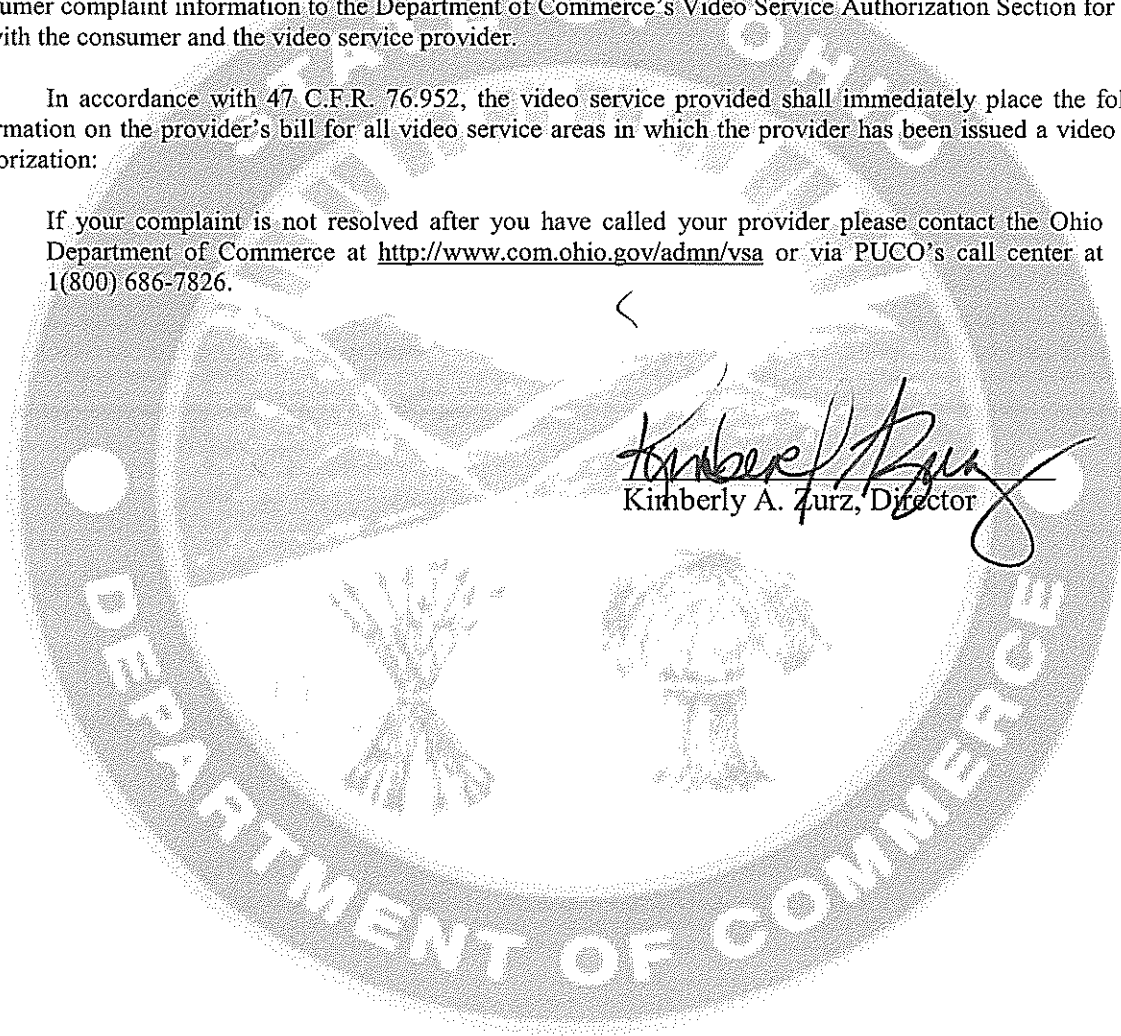 umer complaint information to the Department of Commerce's Video Service Authorization Section for
with the consumer and the video service provider.
In accordance with 47 C.F.R. 76.952, the video service provided shall immediately place the fol
rmation on the provider's bill for all video service areas in which the provider has been issued a video
orization:
If your complaint is not resolved after you have called your provider please contact the Ohio
Department of Commerce at http://www.com.ohio.gov/admn/vsa or via PUCO's call center at
1(800) 686-7826.
Kimberly A. Zurz, Director
STATE OHIO
DEPARTMENT OF COMMERCE